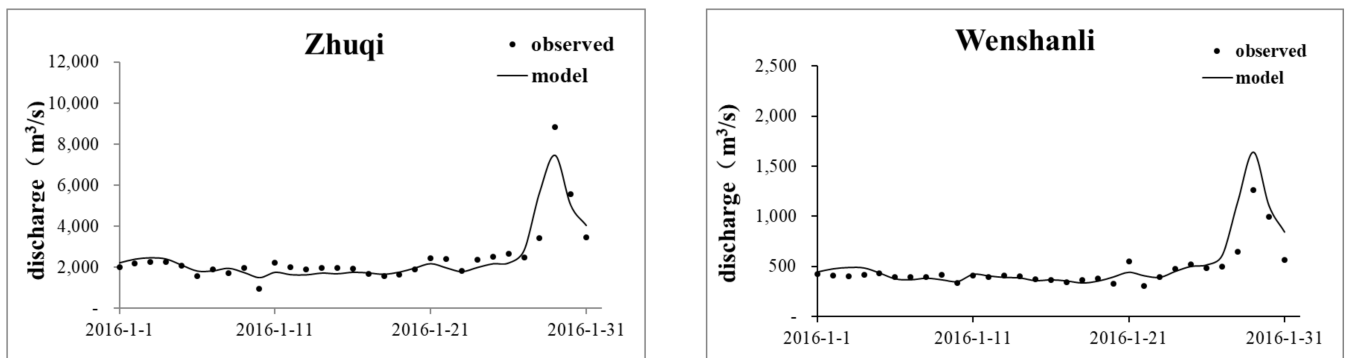 Zhuqi
observed
model
discharge（m³/s)
12,000
10,000
8,000
6,000
4,000
2,000
-
2016-1-1
2016-1-11
2016-1-21
2016-1-31
Wenshanli
observed
model
discharge（m³/s)
2,500
2,000
1,500
1,000
500
-
2016-1-1
2016-1-11
2016-1-21
2016-1-31